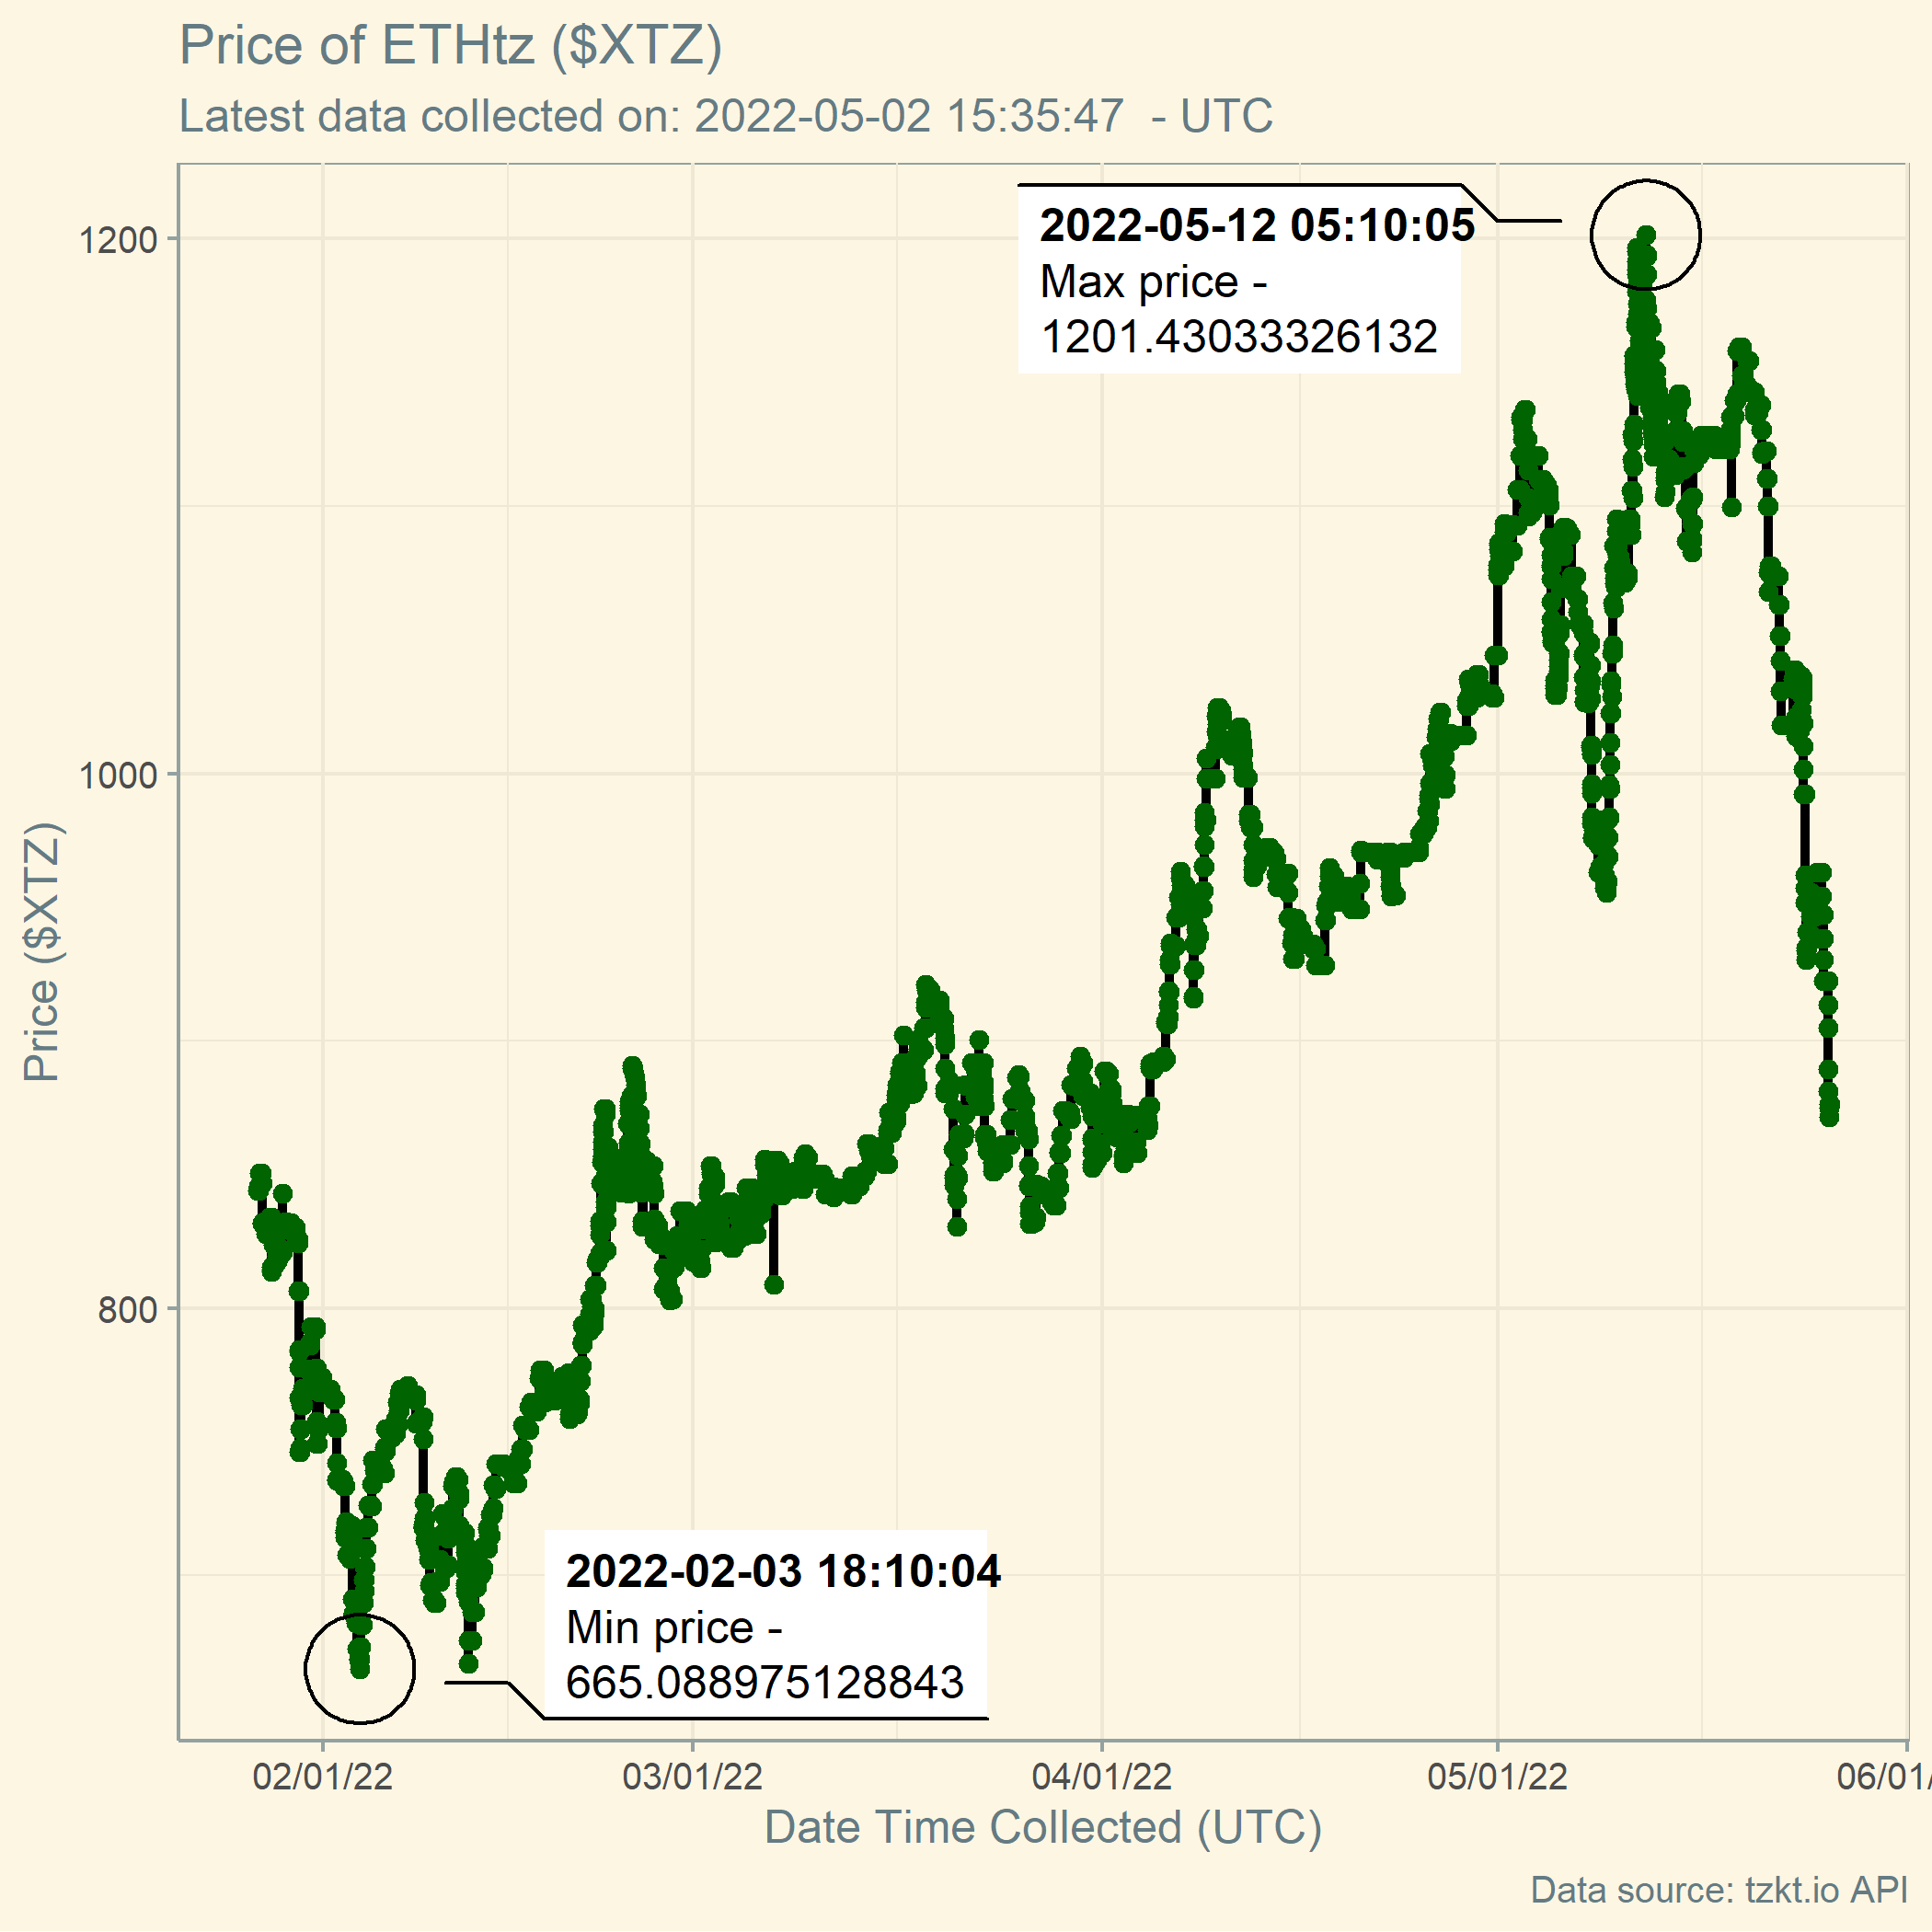 Price of ETHtz ($XTZ)
Latest data collected on: 2022-05-02 15:35:47  - UTC
2022-05-12 05:10:05
Max price -
1201.43033326132
1200
1000
800
Price ($XTZ)
2022-02-03 18:10:04
Min price -
665.088975128843
02/01/22
03/01/22
04/01/22
05/01/22
06/01/
Date Time Collected (UTC)
Data source: tzkt.io API